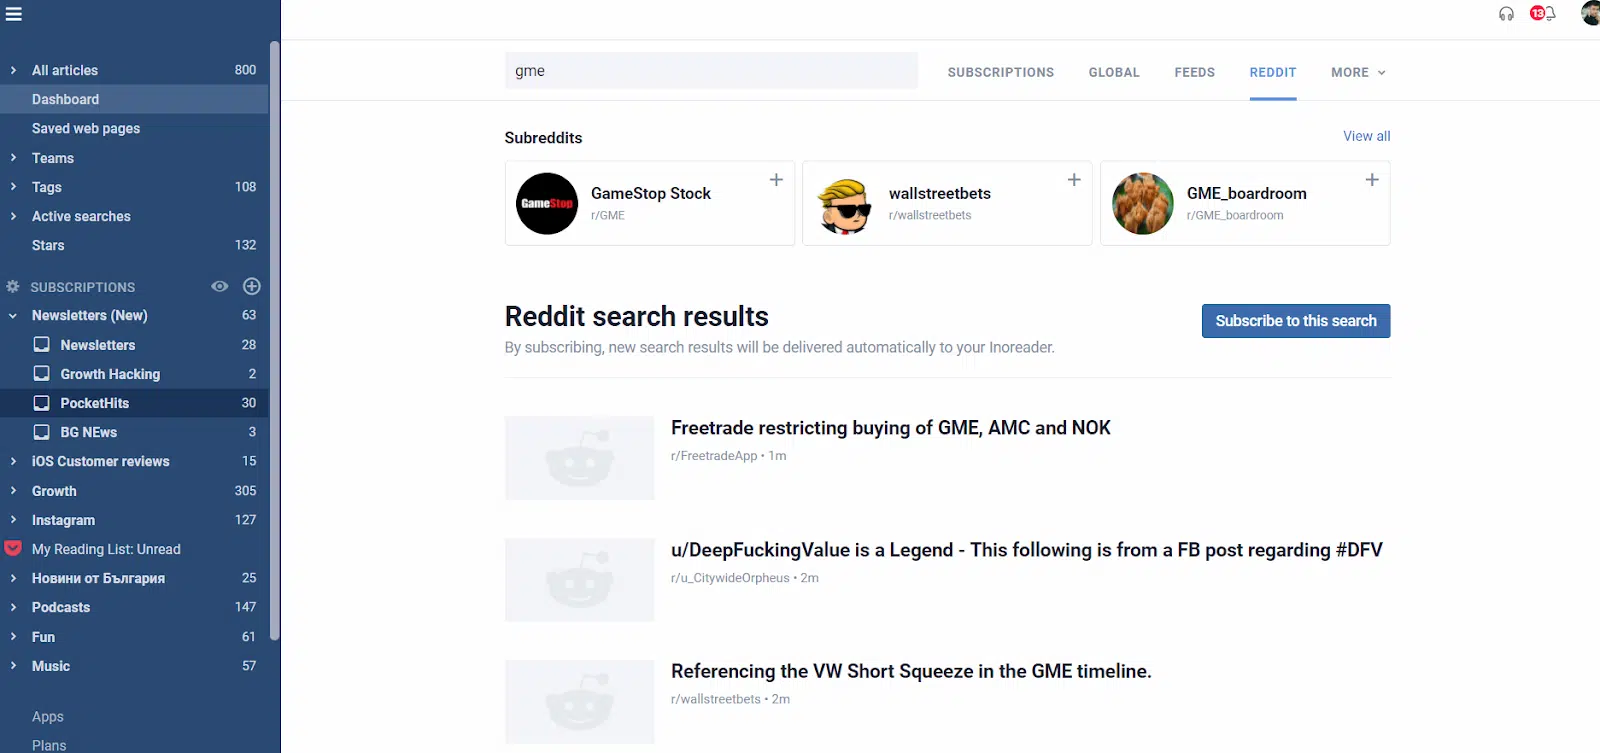 13
gme
SUBSCRIPTIONS GLOBAL FEEDS REDDIT MORE
All articles 800
Dashboard
Saved web pages
Teams
Tags 108
Active searches
Stars 132
SUBSCRIPTIONS
Newsletters (New) 63
Newsletters 28
Growth Hacking 2
PocketHits 30
BG NEws 3
iOS Customer reviews 15
Growth 305
Instagram 127
My Reading List: Unread
Новини от България 25
Podcasts 147
Fun 61
Music 57
Apps
Plans
Subreddits View all
GameStop
GameStop Stock
r/GME
wallstreetbets
r/wallstreetbets
GME_boardroom
r/GME_boardroom
Reddit search results
Subscribe to this search
By subscribing, new search results will be delivered automatically to your Inoreader.
Freetrade restricting buying of GME, AMC and NOK
r/FreetradeApp • 1m
u/DeepFuckingValue is a Legend - This following is from a FB post regarding #DFV
r/u_CitywideOrpheus • 2m
Referencing the VW Short Squeeze in the GME timeline.
r/wallstreetbets • 2m